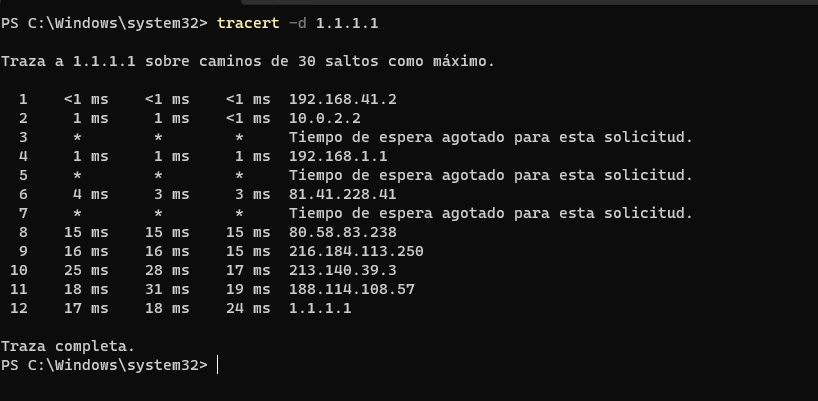 PS C:\Windows\system32> tracert -d 1.1.1.1
Traza a 1.1.1.1 sobre caminos de 30 saltos como máximo.
1 <1 ms <1 ms <1 ms 192.168.41.2
2 1 ms 1 ms <1 ms 10.0.2.2
3 * * * Tiempo de espera agotado para esta solicitud.
4 1 ms 1 ms 1 ms 192.168.1.1
5 * * * Tiempo de espera agotado para esta solicitud.
6 4 ms 3 ms 3 ms 81.41.228.41
7 * * * Tiempo de espera agotado para esta solicitud.
8 15 ms 15 ms 15 ms 80.58.83.238
9 16 ms 16 ms 15 ms 216.184.113.250
10 25 ms 28 ms 17 ms 213.140.39.3
11 18 ms 31 ms 19 ms 188.114.108.57
12 17 ms 18 ms 24 ms 1.1.1.1
Traza completa.
PS C:\Windows\system32>